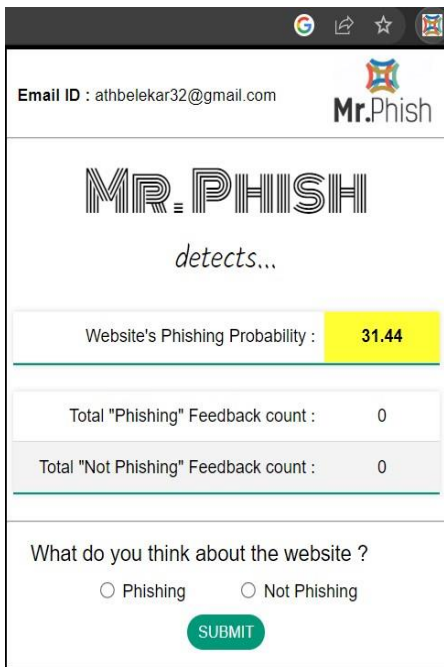 Email ID : athbelekar32@gmail.com
Mr.Phish
MR. PHISH
detects...
Website's Phishing Probability : 31.44
Total "Phishing" Feedback count : 0
Total "Not Phishing" Feedback count : 0
What do you think about the website ?
Phishing Not Phishing
SUBMIT